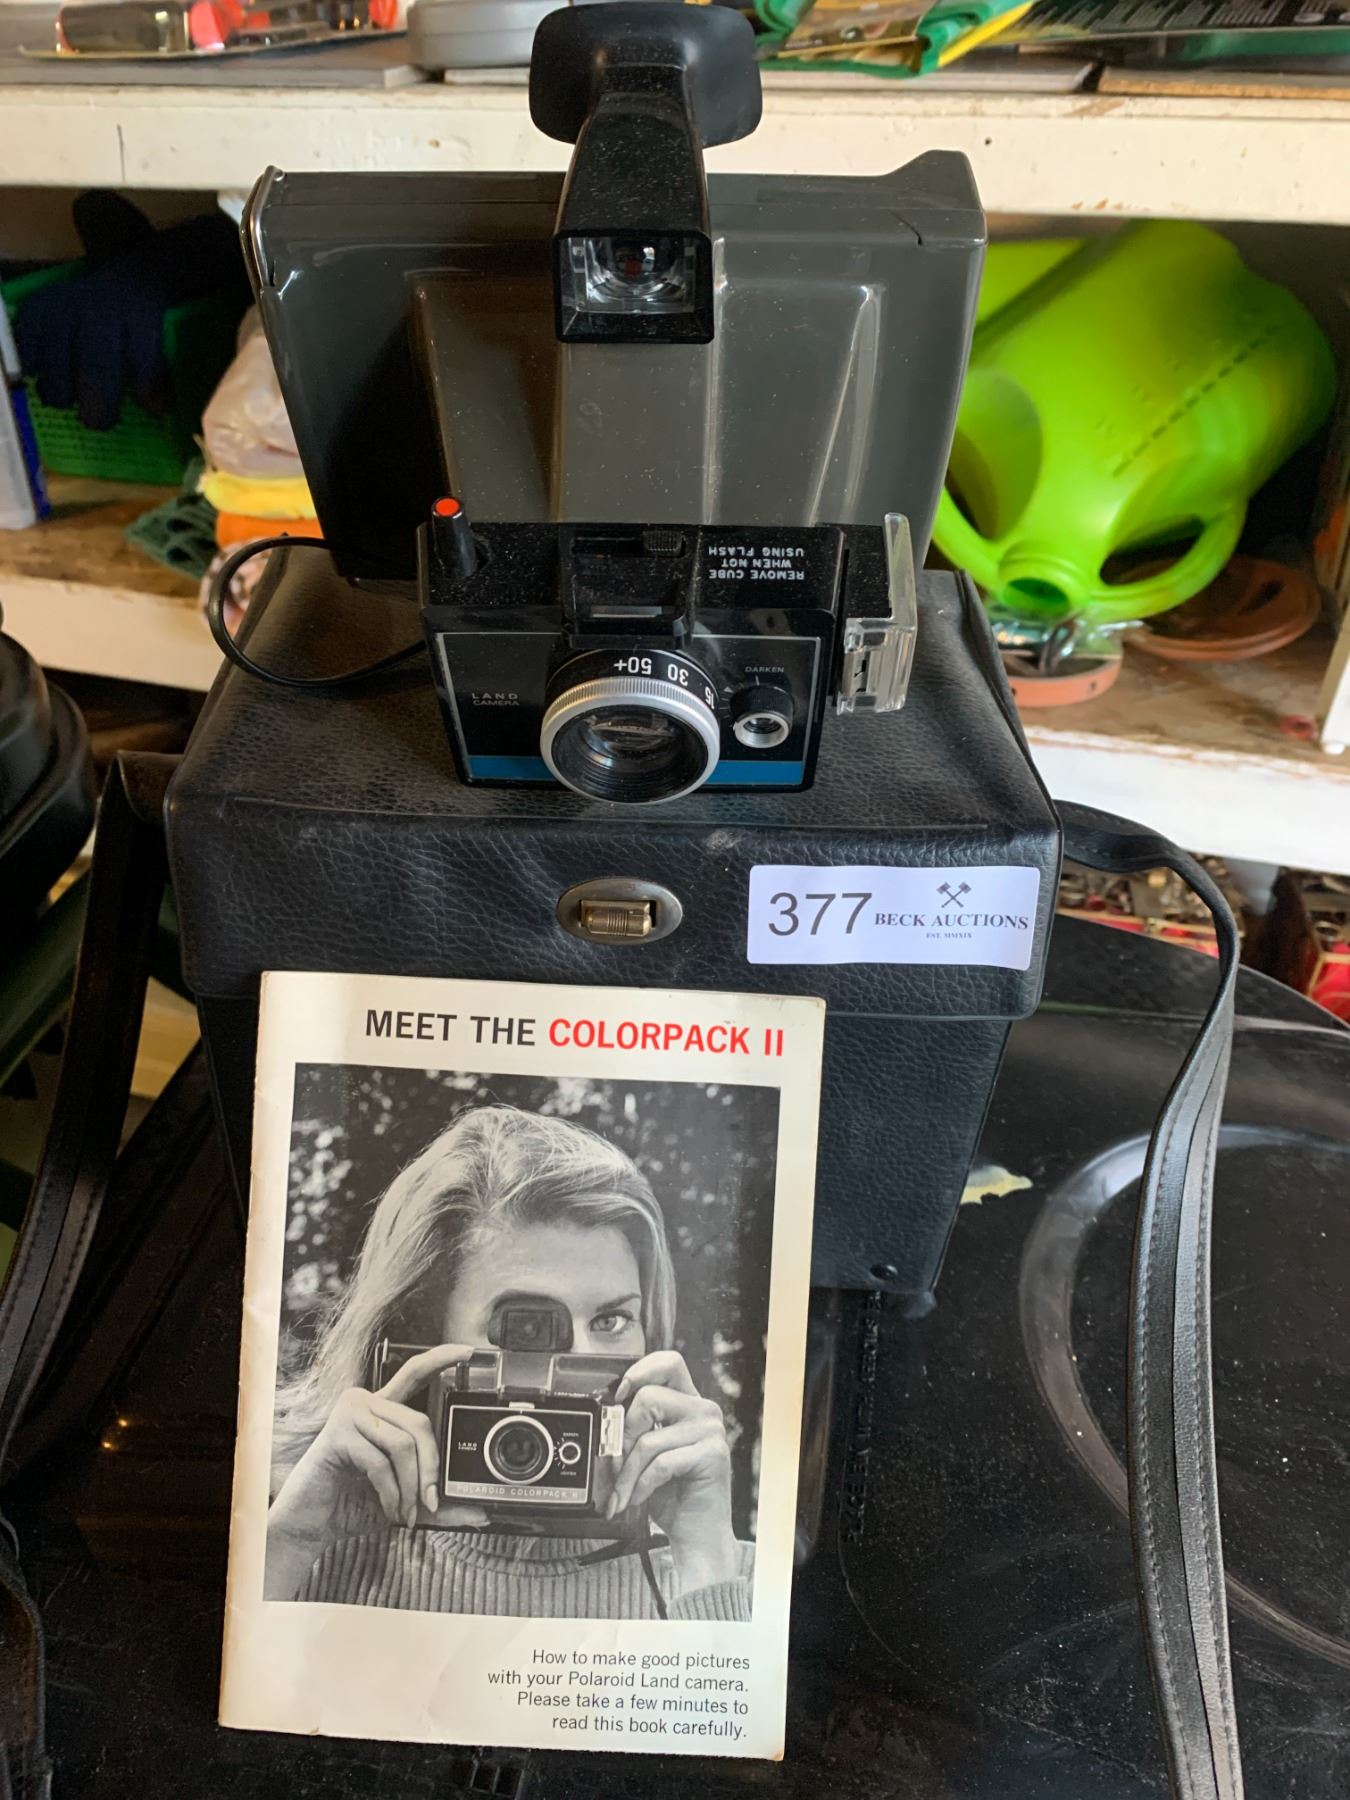 REMOVE CUBE
WHEN NOT
USING FLASH
50+ 30 15
DARKEN
LAND
CAMERA
377
BECK AUCTIONS
EST. MMXIX
MEET THE COLORPACK II
LAND
CAMERA
DARKEN
LIGHTEN
POLAROID COLORPACK II
How to make good pictures
with your Polaroid Land camera.
Please take a few minutes to
read this book carefully.